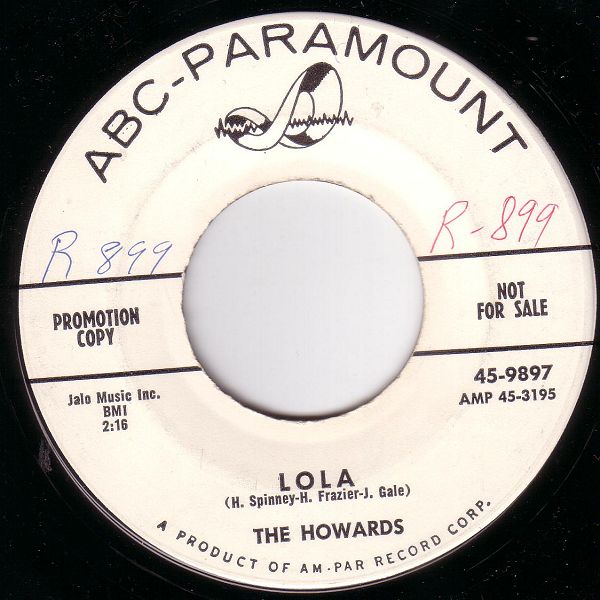 ABC-PARAMOUNT
R 899
R-899
PROMOTION
COPY
NOT
FOR SALE
Jalo Music Inc.
BMI
2:16
45-9897
AMP 45-3195
LOLA
(H. Spinney-H. Frazier-J. Gale)
THE HOWARDS
A PRODUCT OF AM-PAR RECORD CORP.